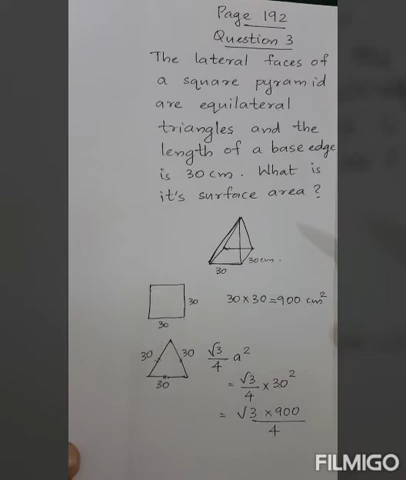 Page 192
Question 3
The lateral faces of
a square pyramid
are equilateral
triangles and the
length of a base edge
is 30 cm. What is
it's surface area?
30 30cm.
30
30
30 × 30 = 900 cm²
30 30
30
√3/4 a²
= √3/4 × 30²
= √3 × 900/4
FILMIGO